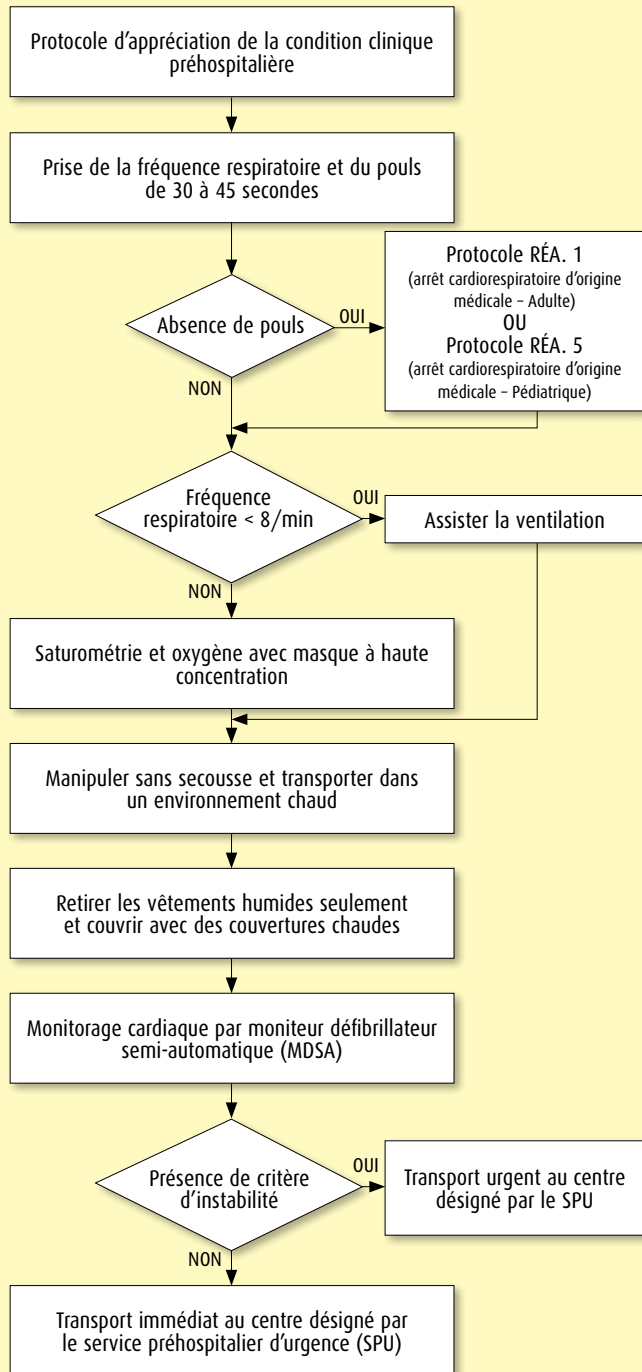 Protocole d'appréciation de la condition clinique
préhospitalière
Prise de la fréquence respiratoire et du pouls
de 30 à 45 secondes
Absence de pouls
OUI
Protocole RÉA. 1
(arrêt cardiorespiratoire d'origine
médicale – Adulte)
OU
Protocole RÉA. 5
(arrêt cardiorespiratoire d'origine
médicale – Pédiatrique)
NON
Fréquence
respiratoire < 8/min
OUI
Assister la ventilation
NON
Saturométrie et oxygène avec masque à haute
concentration
Manipuler sans secousse et transporter dans
un environnement chaud
Retirer les vêtements humides seulement
et couvrir avec des couvertures chaudes
Monitorage cardiaque par moniteur défibrillateur
semi-automatique (MDSA)
Présence de critère
d'instabilité
OUI
Transport urgent au centre
désigné par le SPU
NON
Transport immédiat au centre désigné par
le service préhospitalier d'urgence (SPU)